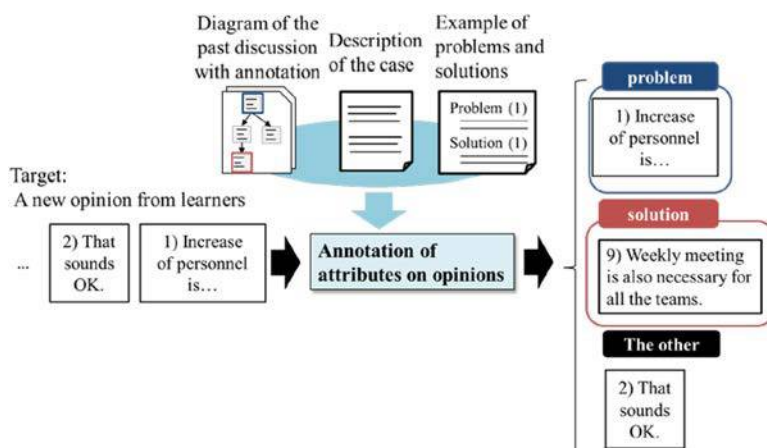 Diagram of the
past discussion
with annotation
Description
of the case
Example of
problems and
solutions
Problem (1)
Solution (1)
Target:
A new opinion from learners
...
2) That
sounds
OK.
1) Increase
of personnel
is…
Annotation of
attributes on opinions
problem
1) Increase
of personnel
is…
solution
9) Weekly meeting
is also necessary for
all the teams.
The other
2) That
sounds
OK.